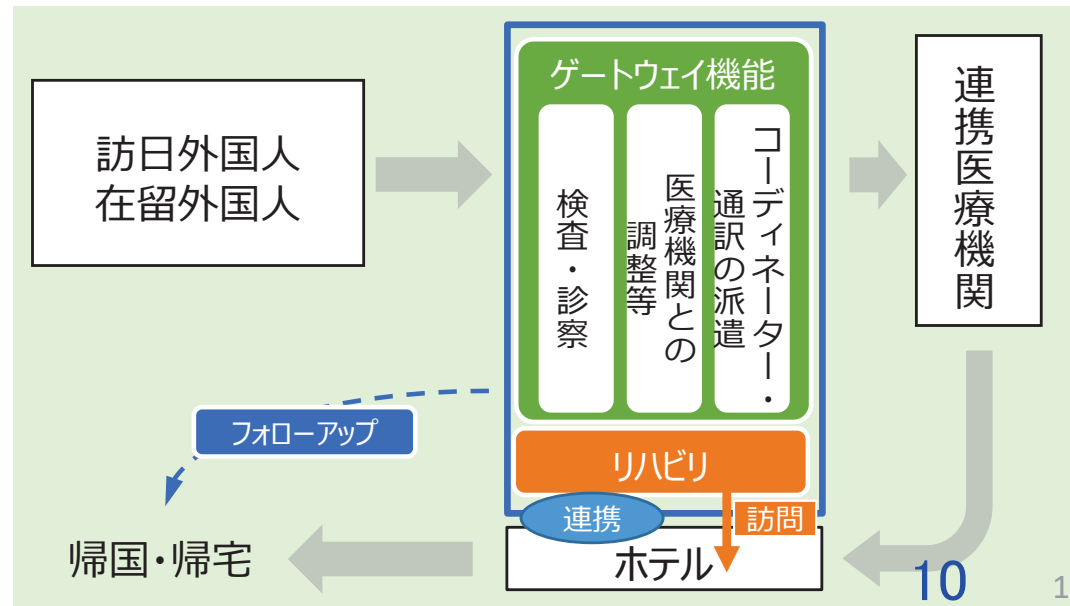 訪日外国人
在留外国人
ゲートウェイ機能
検査・診察
医療機関との
調整等
コーディネーター・
通訳の派遣
連携医療機関
フォローアップ
リハビリ
連携
訪問
ホテル
帰国・帰宅
10
1